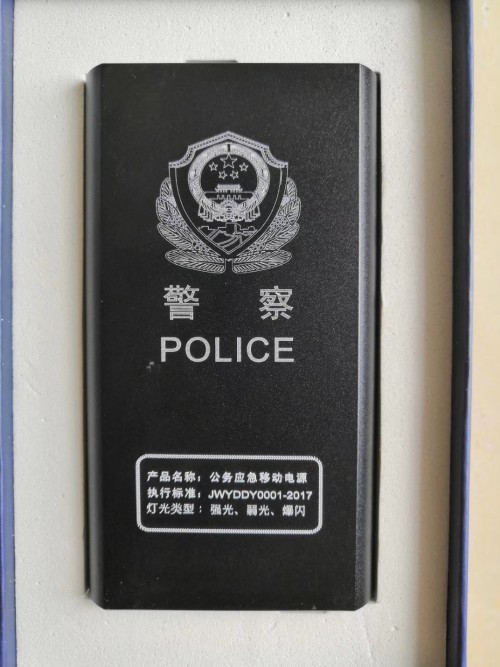 警 察
POLICE
产品名称：公务应急移动电源
执行标准：JWYDDY0001-2017
灯光类型：强光、弱光、爆闪